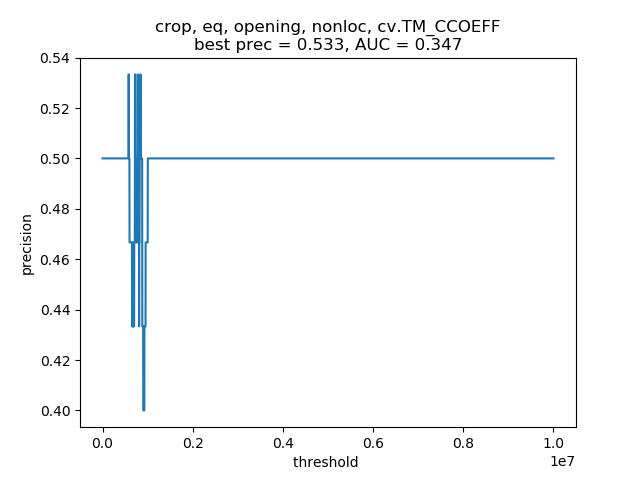 crop, eq, opening, nonloc, cv.TM_CCOEFF
best prec = 0.533, AUC = 0.347
0.54
0.52
0.50
0.48
0.46
0.44
0.42
0.40
precision
0.0 0.2 0.4 0.6 0.8 1.0
1e7
threshold